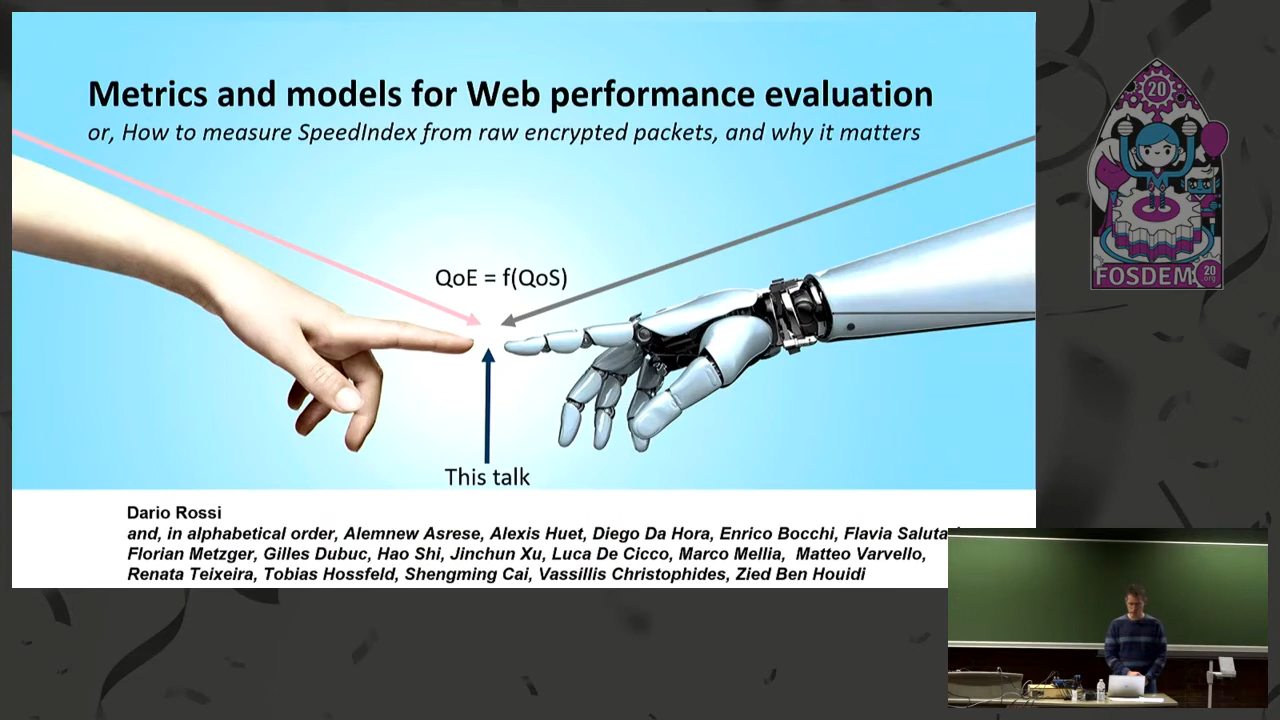 Metrics and models for Web performance evaluation
or, How to measure SpeedIndex from raw encrypted packets, and why it matters
20
QoE = f(QoS)
FOSDEM 20
.org
This talk
Dario Rossi
and, in alphabetical order, Alemnew Asrese, Alexis Huet, Diego Da Hora, Enrico Bocchi, Flavia
Florian Metzger, Gilles Dubuc, Hao Shi, Jinchun Xu, Luca De Cicco, Marco Mellia, Matteo Varvello,
Renata Teixeira, Tobias Hossfeld, Shengming Cai, Vassillis Christophides, Zied Ben Houidi